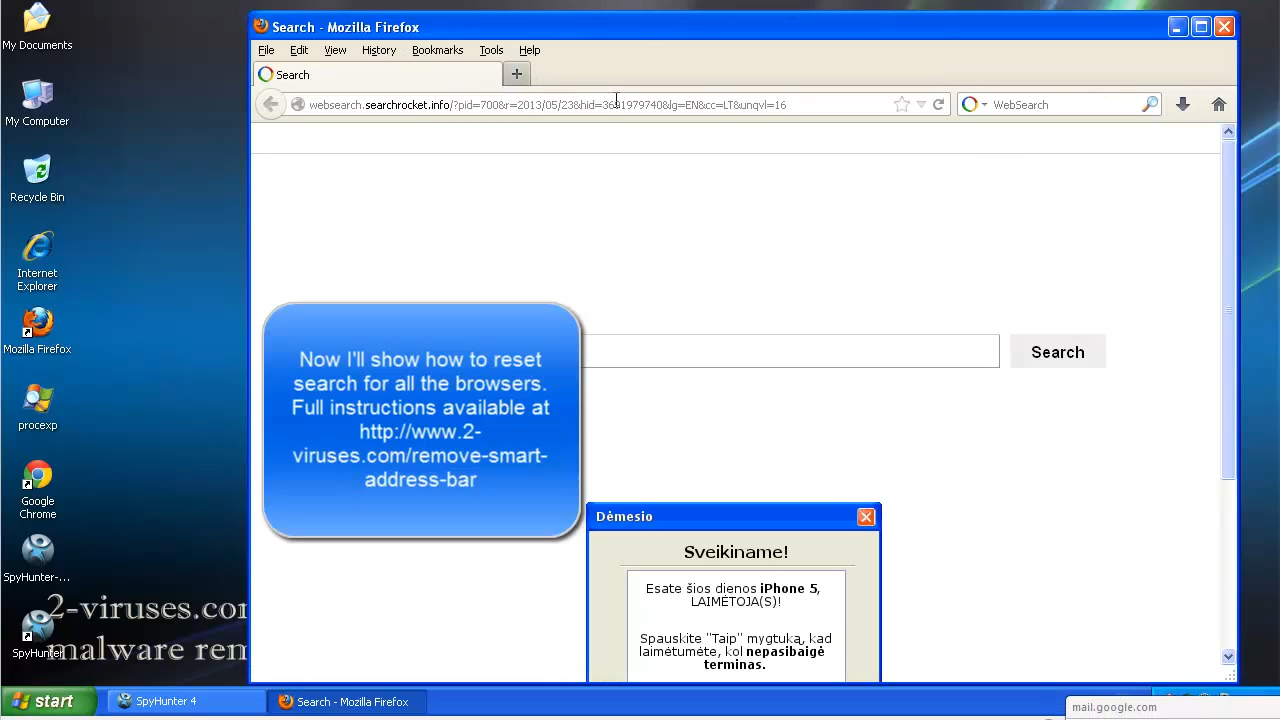 My Documents
My Computer
Recycle Bin
Internet
Explorer
Mozilla Firefox
procexp
Google
Chrome
SpyHunter-...
SpyHunter
2-viruses.com
malware rem
Search - Mozilla Firefox
File Edit View History Bookmarks Tools Help
Search
websearch.searchrocket.info/?pid=700&r=2013/05/23&hid=3691979740&lg=EN&cc=LT&unqvl=16
WebSearch
Search
Now I'll show how to reset
search for all the browsers.
Full instructions available at
http://www.2-
viruses.com/remove-smart-
address-bar
Dėmesio
Sveikiname!
Esate šios dienos iPhone 5,
LAIMĖTOJA(S)!
Spauskite "Taip" mygtuką, kad
laimėtumėte, kol nepasibaigė
terminas.
start
SpyHunter 4
Search - Mozilla Firefox
mail.google.com